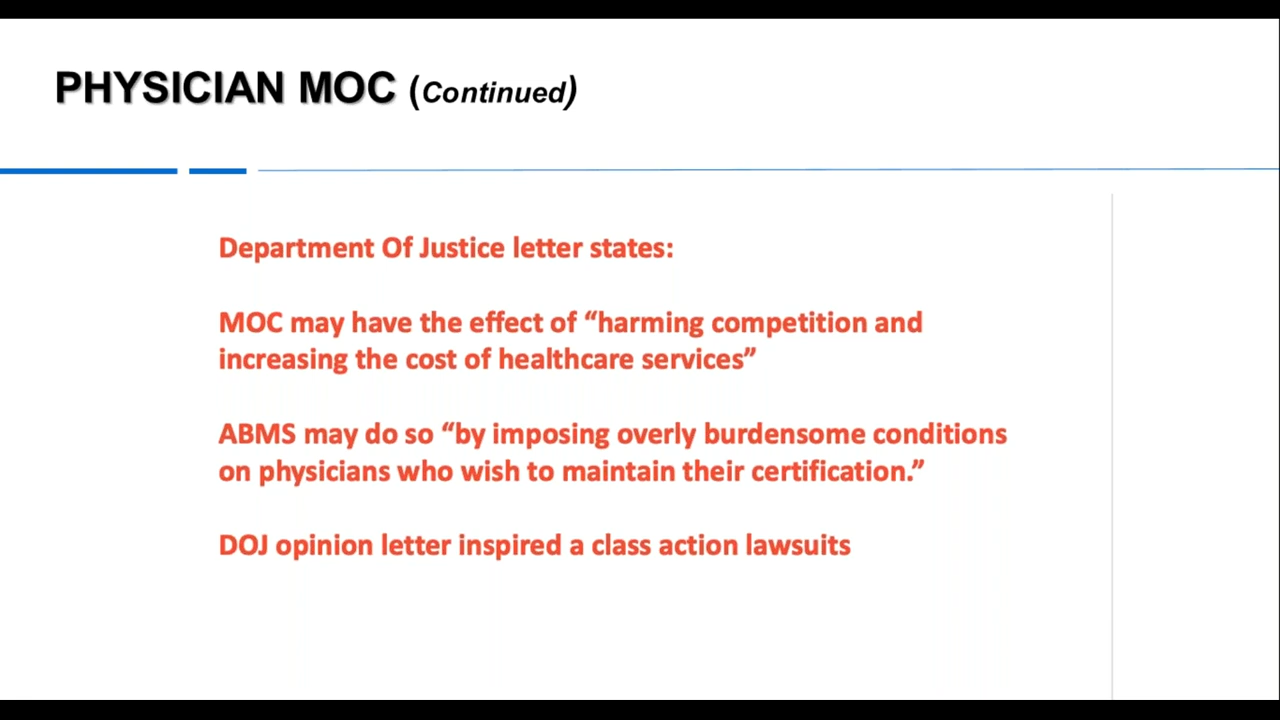 PHYSICIAN MOC (Continued)
Department Of Justice letter states:
MOC may have the effect of “harming competition and
increasing the cost of healthcare services”
ABMS may do so “by imposing overly burdensome conditions
on physicians who wish to maintain their certification.”
DOJ opinion letter inspired a class action lawsuits